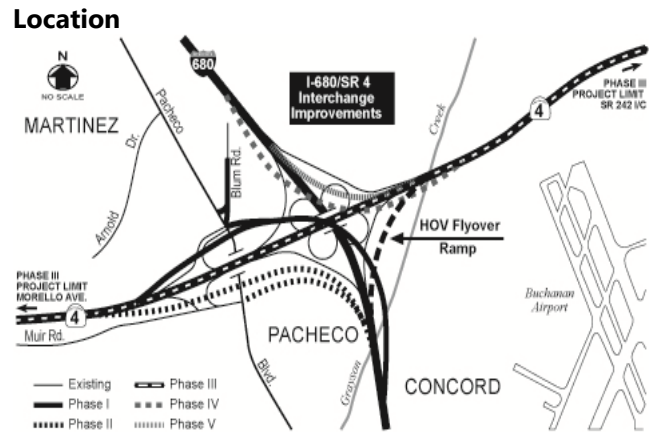 Location
N
NO SCALE
680
I-680/SR 4
Interchange
Improvements
PHASE III
PROJECT LIMIT
SR 242 I/C
4
MARTINEZ
Pacheco
Creek
Arnold Dr.
Blum Rd.
HOV Flyover
Ramp
PHASE III
PROJECT LIMIT
MORELLO AVE.
4
Muir Rd.
Buchanan
Airport
PACHECO
CONCORD
Blvd.
Grayson
Existing
Phase I
Phase II
Phase III
Phase IV
Phase V